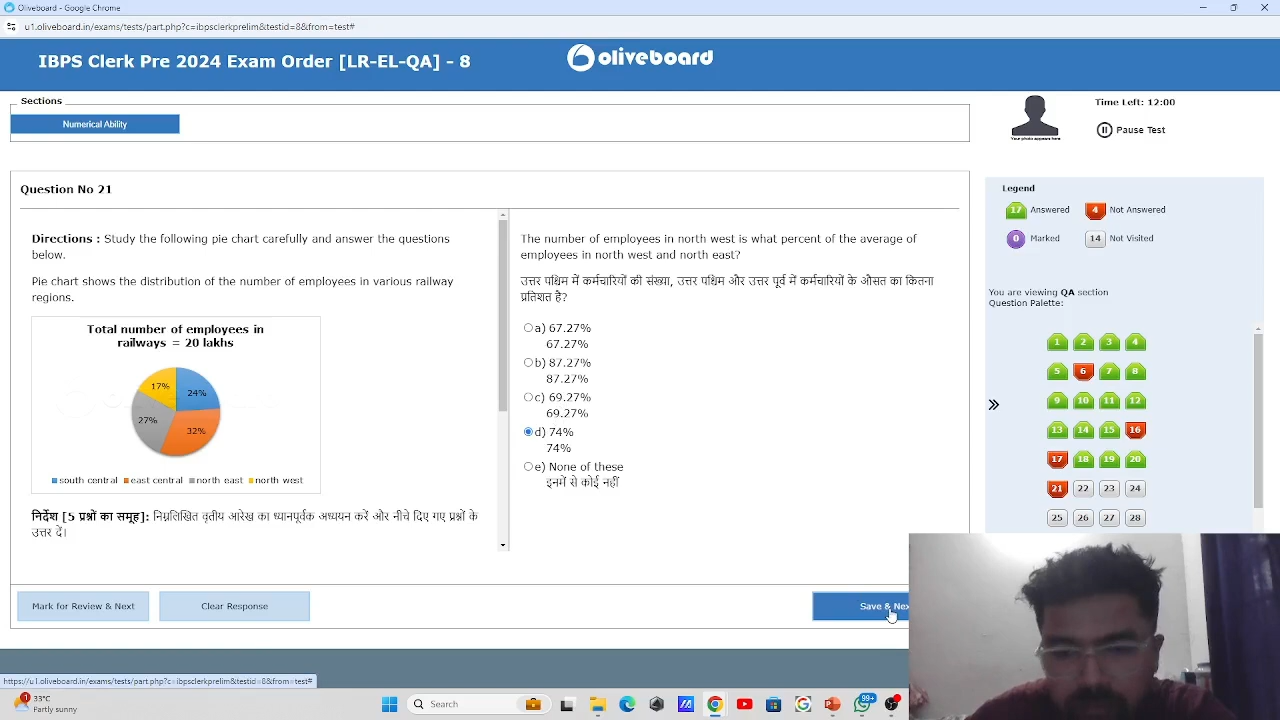 Oliveboard - Google Chrome
u1.oliveboard.in/exams/tests/part.php?c=ibpsclerkprelim&testid=8&from=test#
IBPS Clerk Pre 2024 Exam Order [LR-EL-QA] - 8
oliveboard
Sections
Numerical Ability
Your photo appears here
Time Left: 12:00
Pause Test
Question No 21
Directions : Study the following pie chart carefully and answer the questions
below.
Pie chart shows the distribution of the number of employees in various railway
regions.
Total number of employees in
railways = 20 lakhs
17%
24%
27%
32%
south central east central north east north west
निर्देश [5 प्रश्नों का समूह]: निम्नलिखित वृतीय आरेख का ध्यानपूर्वक अध्ययन करें और नीचे दिए गए प्रश्नों के
उत्तर दें।
The number of employees in north west is what percent of the average of
employees in north west and north east?
उत्तर पश्चिम में कर्मचारियों की संख्या, उत्तर पश्चिम और उत्तर पूर्व में कर्मचारियों के औसत का कितना
प्रतिशत है?
a) 67.27%
67.27%
b) 87.27%
87.27%
c) 69.27%
69.27%
d) 74%
74%
e) None of these
इनमें से कोई नहीं
Mark for Review & Next
Clear Response
Save & Nex
Legend
17 Answered 4 Not Answered
0 Marked 14 Not Visited
You are viewing QA section
Question Palette:
1 2 3 4
5 6 7 8
9 10 11 12
13 14 15 16
17 18 19 20
21 22 23 24
25 26 27 28
https://u1.oliveboard.in/exams/tests/part.php?c=ibpsclerkprelim&testid=8&from=test#
1
33°C
Partly sunny
Search
99+